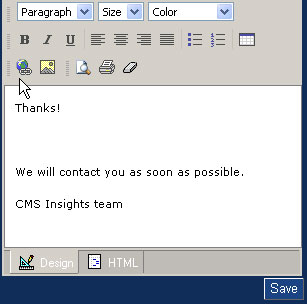 Paragraph Size Color
B I U
Thanks!
We will contact you as soon as possible.
CMS Insights team
Design HTML
Save